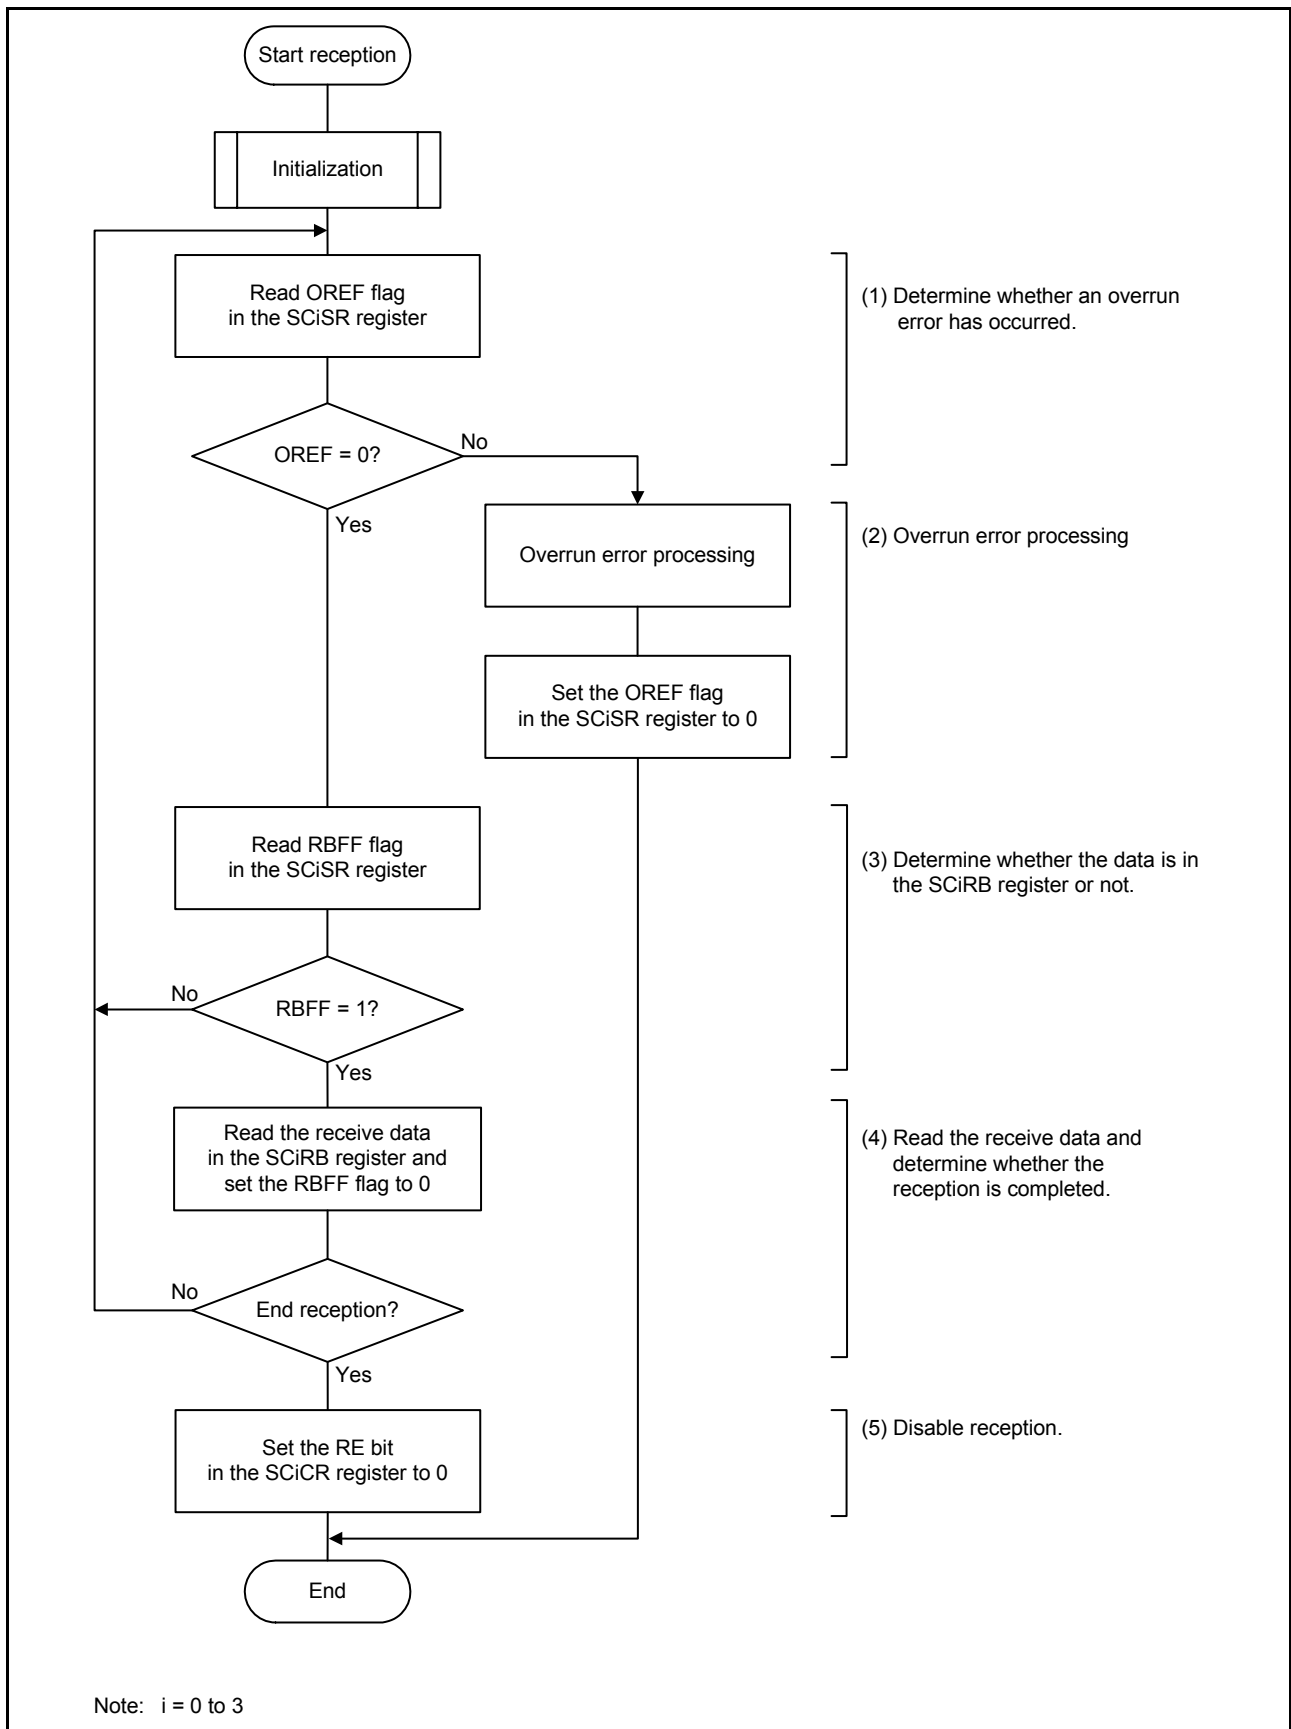 Start reception
Initialization
Read OREF flag
in the SCiSR register
(1) Determine whether an overrun
error has occurred.
OREF = 0?
No
Yes
Overrun error processing
(2) Overrun error processing
Set the OREF flag
in the SCiSR register to 0
Read RBFF flag
in the SCiSR register
(3) Determine whether the data is in
the SCiRB register or not.
No
RBFF = 1?
Yes
Read the receive data
in the SCiRB register and
set the RBFF flag to 0
(4) Read the receive data and
determine whether the
reception is completed.
No
End reception?
Yes
Set the RE bit
in the SCiCR register to 0
(5) Disable reception.
End
Note: i = 0 to 3